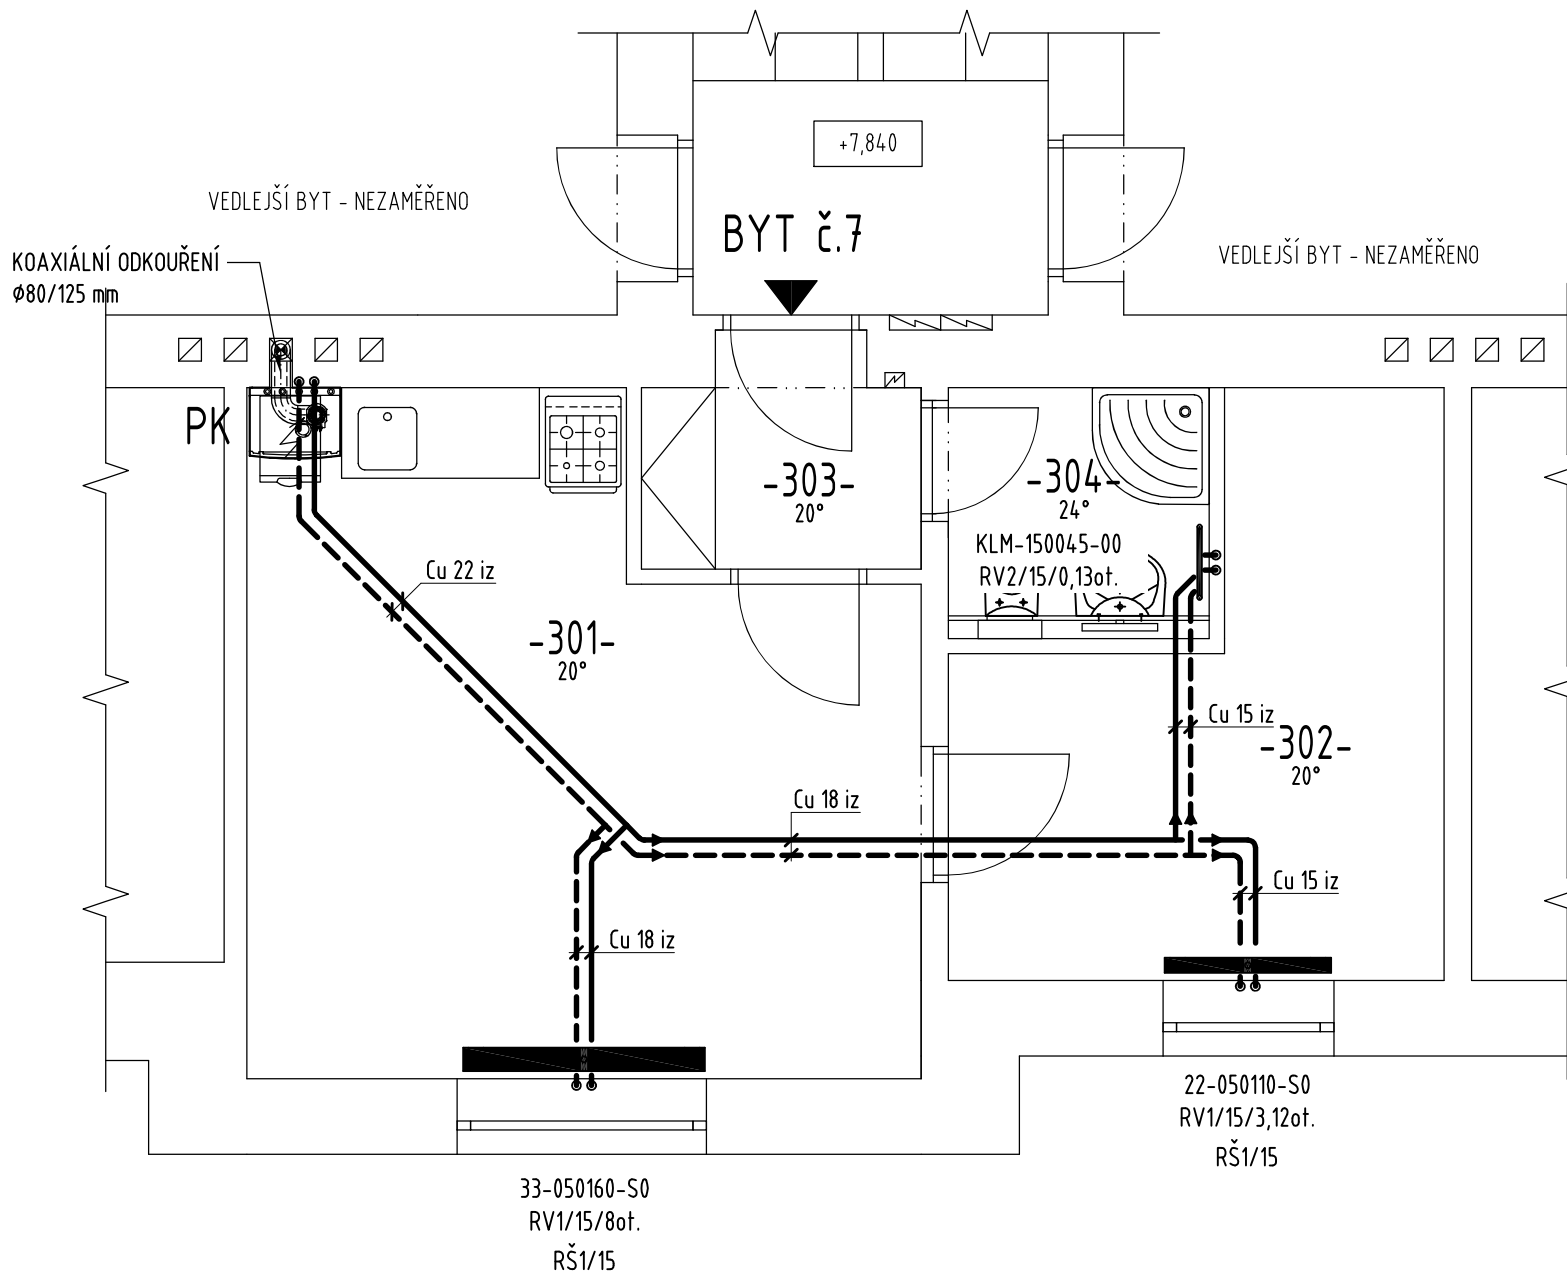 +7,840
VEDLEJŠÍ BYT - NEZAMĚŘENO
BYT č.7
VEDLEJŠÍ BYT - NEZAMĚŘENO
KOAXIÁLNÍ ODKOUŘENÍ
Ø80/125 mm
PK
-303-
20°
-304-
24°
KLM-150045-00
RV2/15/0,13ot.
Cu 22 iz
-301-
20°
Cu 15 iz
-302-
20°
Cu 18 iz
Cu 15 iz
Cu 18 iz
22-050110-S0
RV1/15/3,12ot.
RŠ1/15
33-050160-S0
RV1/15/8ot.
RŠ1/15